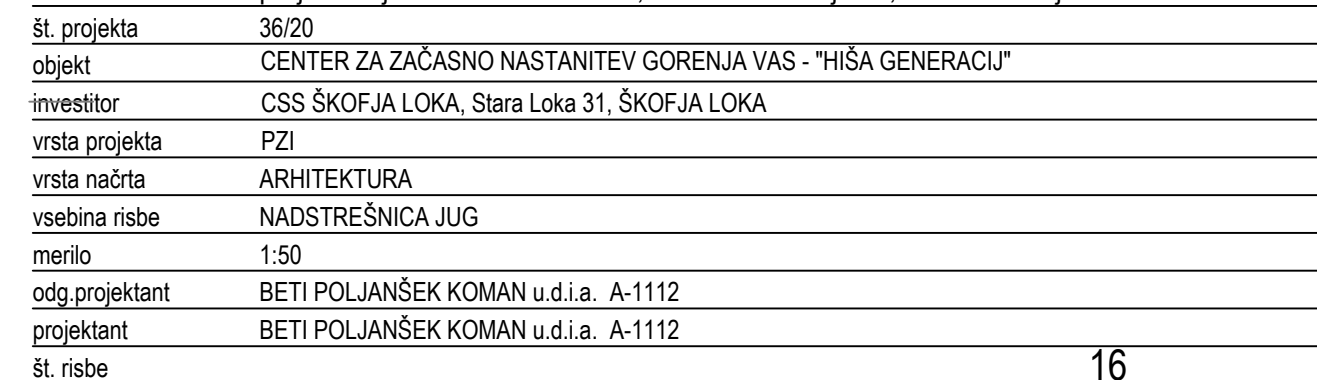 št. projekta 36/20
objekt CENTER ZA ZAČASNO NASTANITEV GORENJA VAS - "HIŠA GENERACIJ"
investitor CSS ŠKOFJA LOKA, Stara Loka 31, ŠKOFJA LOKA
vrsta projekta PZI
vrsta načrta ARHITEKTURA
vsebina risbe NADSTREŠNICA JUG
merilo 1:50
odg.projektant BETI POLJANŠEK KOMAN u.d.i.a. A-1112
projektant BETI POLJANŠEK KOMAN u.d.i.a. A-1112
št. risbe 16